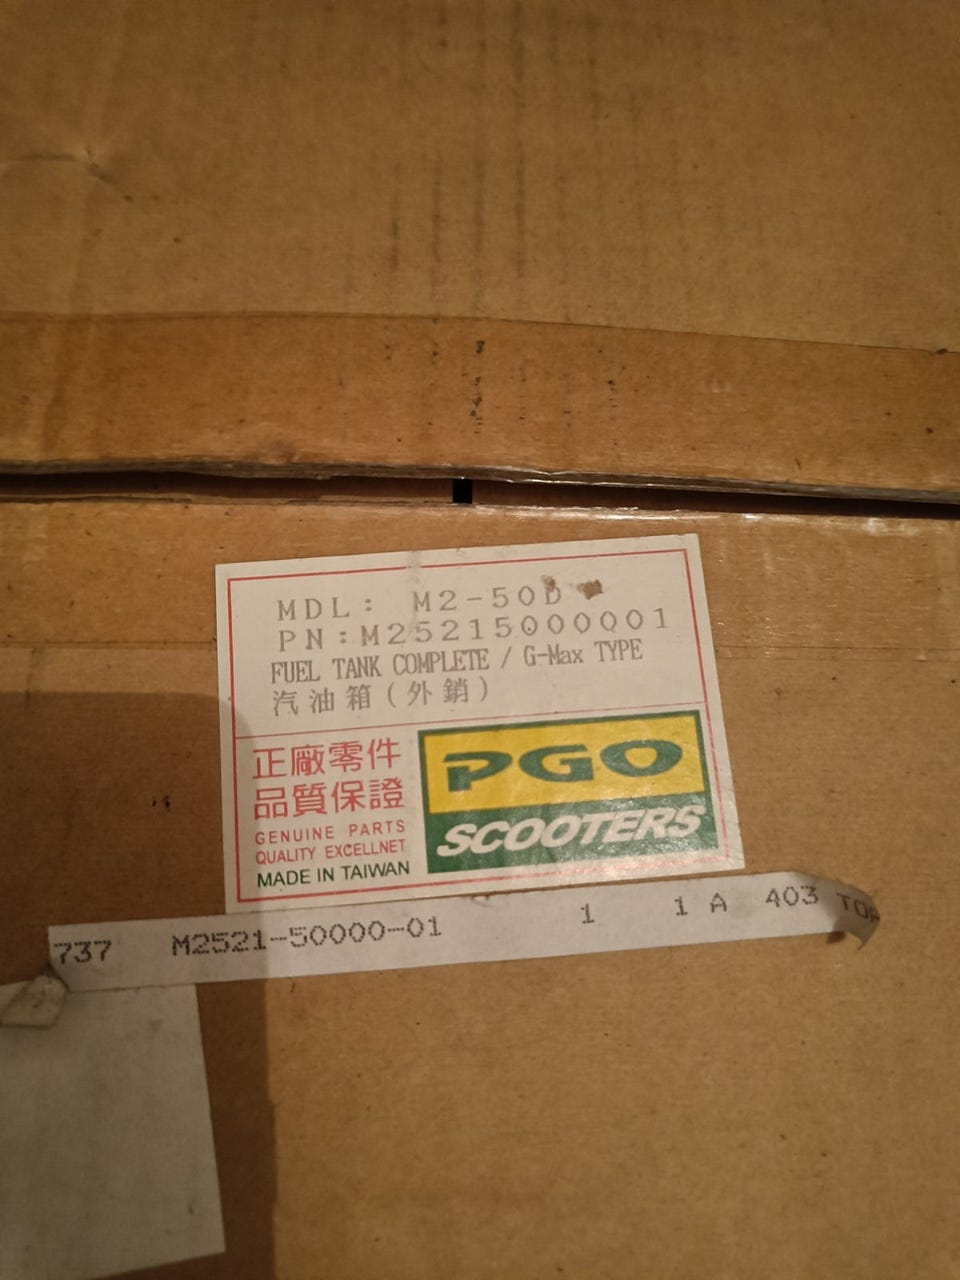 MDL: M2-50D
PN:M25215000001
FUEL TANK COMPLETE / G-Max TYPE
汽油箱(外銷)
正廠零件
品質保證
GENUINE PARTS
QUALITY EXCELLNET
MADE IN TAIWAN
PGO
SCOOTERS
737 M2521-50000-01 1 1 A 403 TOP